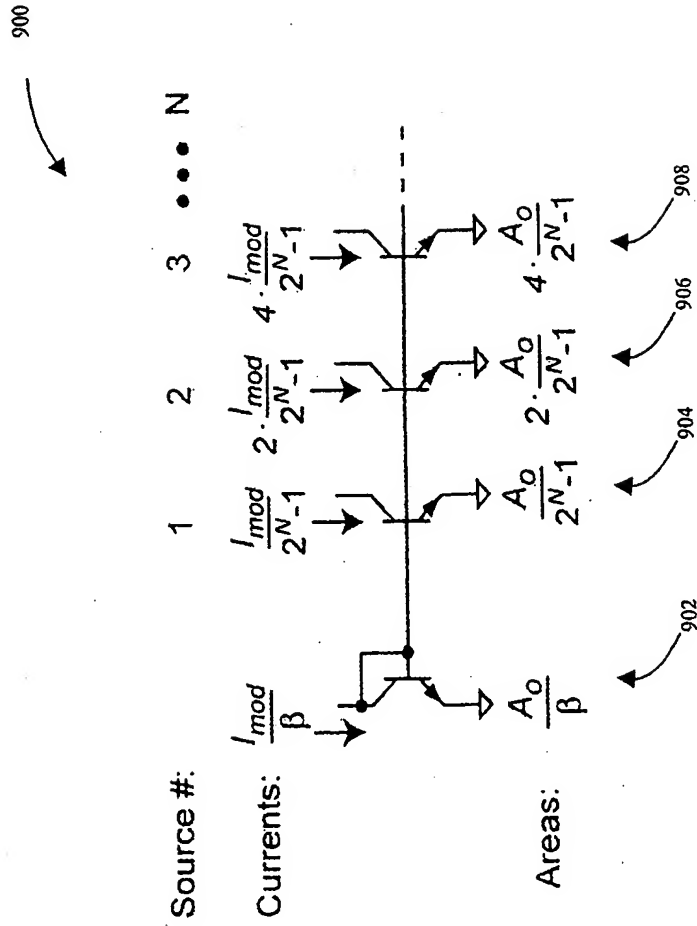 900
Source #: 1 2 3 ••• N
Currents: I_mod/β I_mod/2^N-1 2·I_mod/2^N-1 4·I_mod/2^N-1
Areas: A_O/β A_O/2^N-1 2·A_O/2^N-1 4·A_O/2^N-1
902 904 906 908